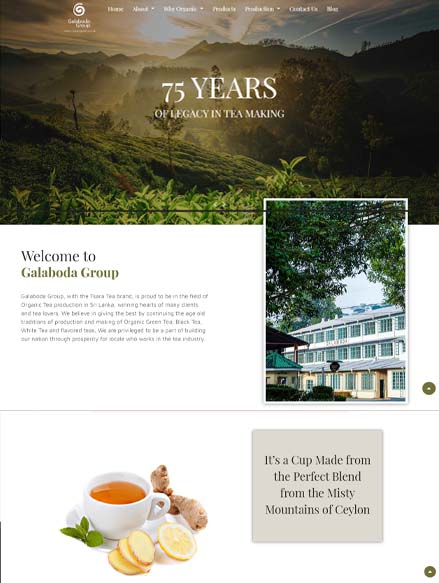 Galaboda
Group
Home About Why Organic Products Production Contact Us Blog
75 YEARS
OF LEGACY IN TEA MAKING
Welcome to
Galaboda Group
Galaboda Group, with the Tiara Tea brand, is proud to be in the field of
Organic Tea production in Sri Lanka, winning hearts of many clients
and tea lovers. We believe in giving the best by continuing the age old
traditions of production and making of Organic Green Tea, Black Tea,
White Tea and flavored teas. We are privileged to be a part of building
our nation through prosperity for locale who works in the tea industry.
It's a Cup Made from
the Perfect Blend
from the Misty
Mountains of Ceylon